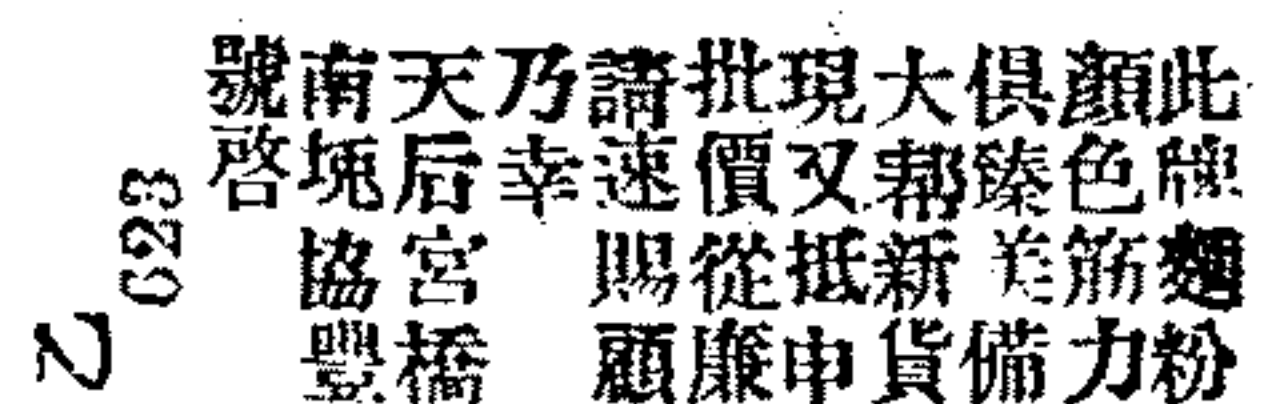 此牌麵粉
顏色筋力
俱臻美備
大幫新貨
現又抵申
批價從廉
請速賜顧
乃幸
天后宮橋
南堍協豐
號啓
623